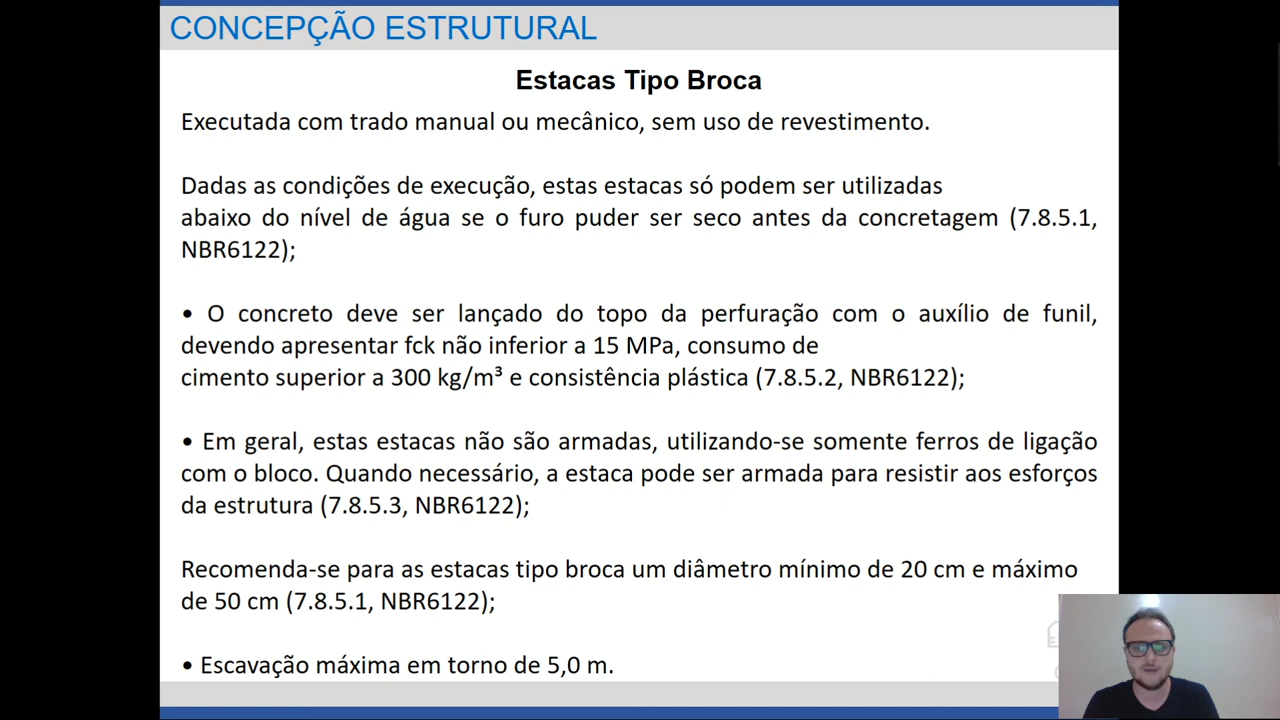 CONCEPÇÃO ESTRUTURAL
Estacas Tipo Broca
Executada com trado manual ou mecânico, sem uso de revestimento.
Dadas as condições de execução, estas estacas só podem ser utilizadas
abaixo do nível de água se o furo puder ser seco antes da concretagem (7.8.5.1,
NBR6122);
• O concreto deve ser lançado do topo da perfuração com o auxílio de funil,
devendo apresentar fck não inferior a 15 MPa, consumo de
cimento superior a 300 kg/m³ e consistência plástica (7.8.5.2, NBR6122);
• Em geral, estas estacas não são armadas, utilizando-se somente ferros de ligação
com o bloco. Quando necessário, a estaca pode ser armada para resistir aos esforços
da estrutura (7.8.5.3, NBR6122);
Recomenda-se para as estacas tipo broca um diâmetro mínimo de 20 cm e máximo
de 50 cm (7.8.5.1, NBR6122);
• Escavação máxima em torno de 5,0 m.